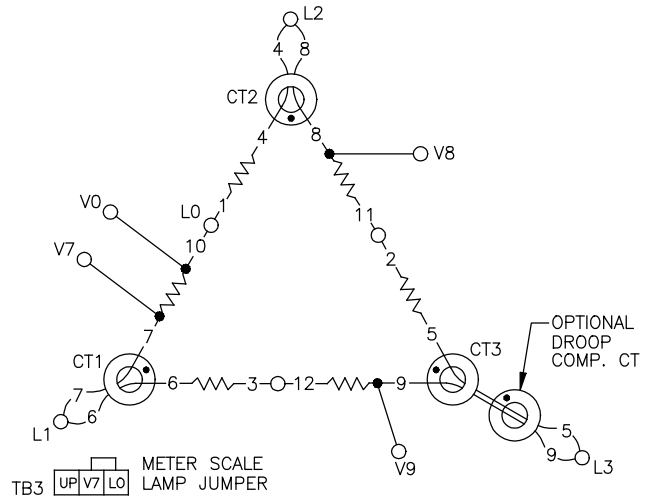 L2
4 8
CT2
4 8
V8
V0
L0 1
10
11
V7
2
7
5
OPTIONAL
DROOP
COMP. CT
CT1
CT3
6 3 12 9
7
6
L1
5
9
L3
V9
TB3 UP V7 L0
METER SCALE
LAMP JUMPER